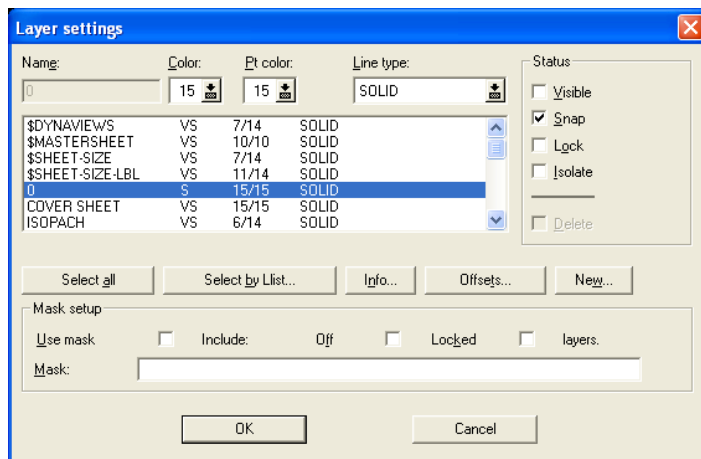 Layer settings
Name: Color: Pt color: Line type: Status
0 15 15 SOLID Visible
Snap
$DYNAVIEWS VS 7/14 SOLID
$MASTERSHEET VS 10/10 SOLID Lock
$SHEET-SIZE VS 7/14 SOLID
$SHEET-SIZE-LBL VS 11/14 SOLID Isolate
0 S 15/15 SOLID
COVER SHEET VS 15/15 SOLID
ISOPACH VS 6/14 SOLID Delete
Select all Select by Llist... Info... Offsets... New...
Mask setup
Use mask Include: Off Locked layers.
Mask:
OK Cancel